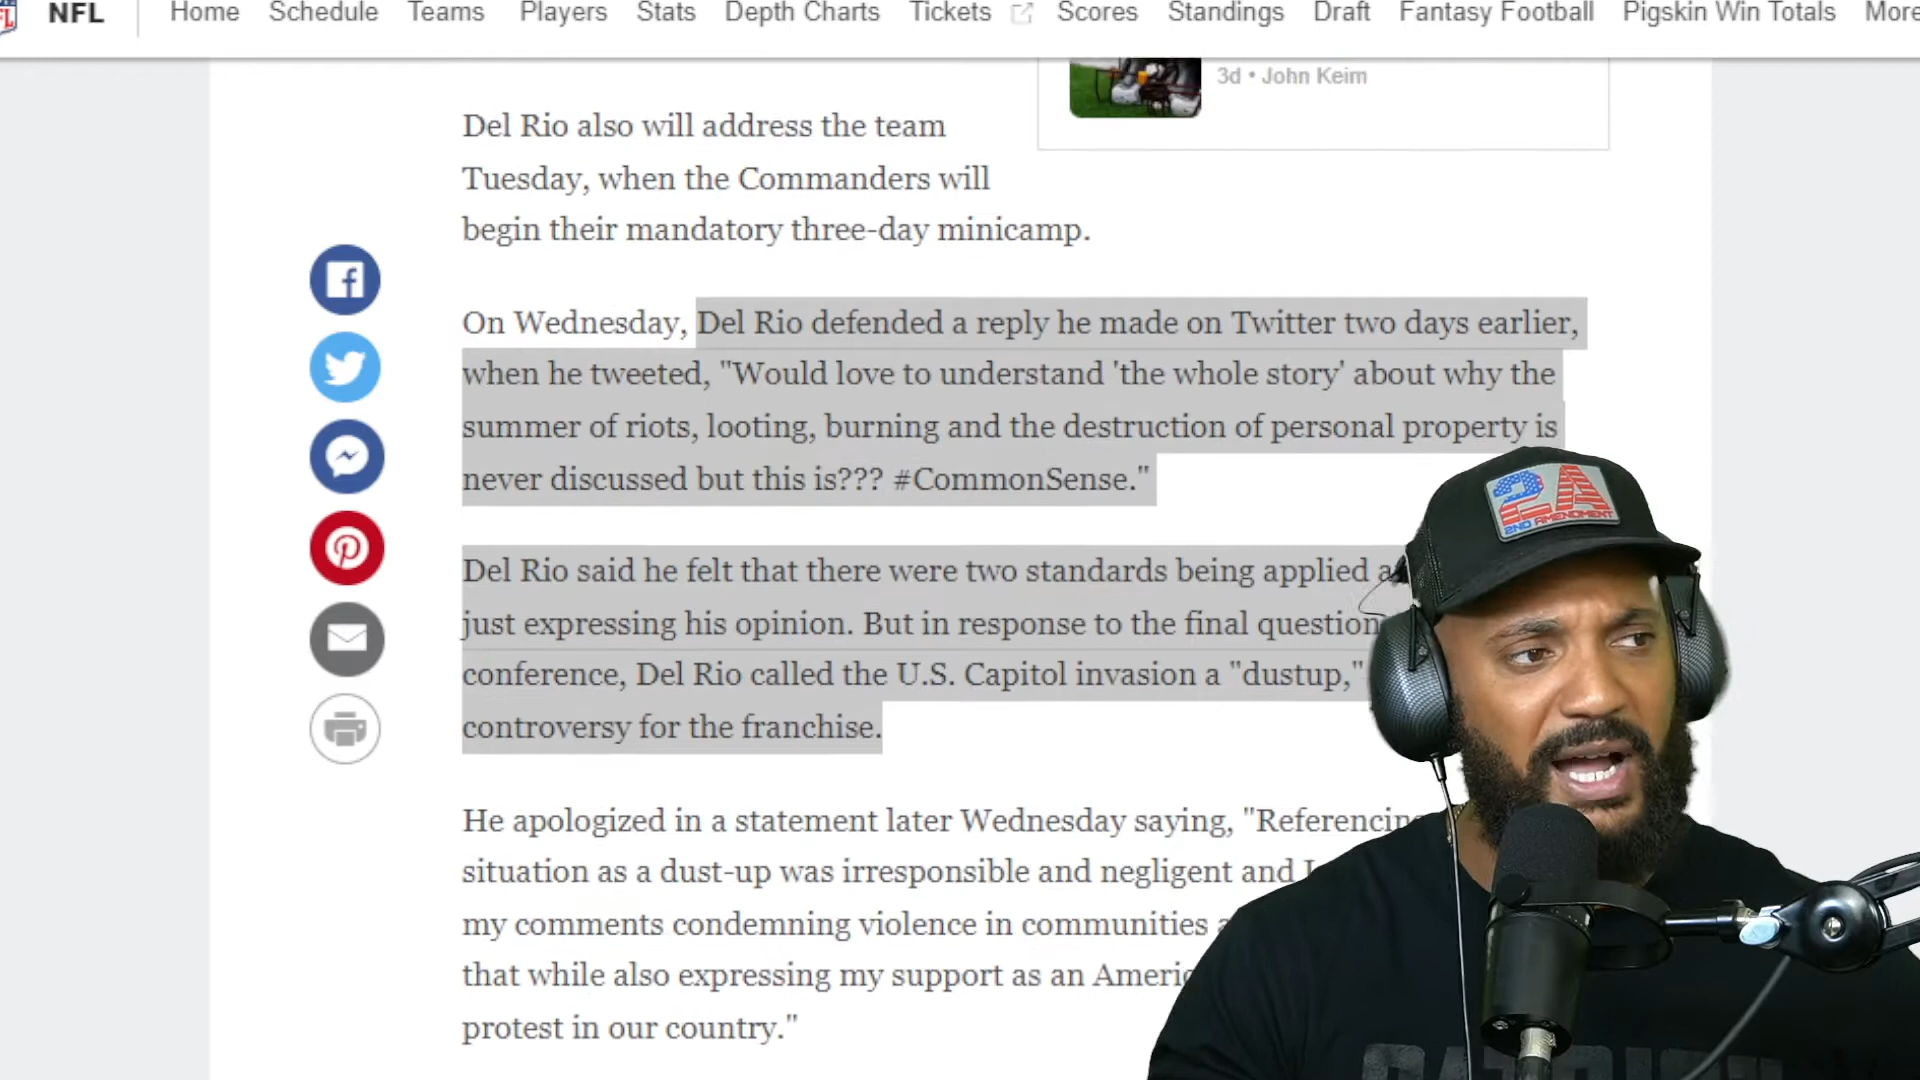 NFL Home Schedule Teams Players Stats Depth Charts Tickets Scores Standings Draft Fantasy Football Pigskin Win Totals More
3d • John Keim
Del Rio also will address the team
Tuesday, when the Commanders will
begin their mandatory three-day minicamp.
On Wednesday, Del Rio defended a reply he made on Twitter two days earlier,
when he tweeted, "Would love to understand 'the whole story' about why the
summer of riots, looting, burning and the destruction of personal property is
never discussed but this is??? #CommonSense."
Del Rio said he felt that there were two standards being applied
just expressing his opinion. But in response to the final question
conference, Del Rio called the U.S. Capitol invasion a "dustup,"
controversy for the franchise.
He apologized in a statement later Wednesday saying, "Referencing
situation as a dust-up was irresponsible and negligent and I
my comments condemning violence in communities
that while also expressing my support as an
protest in our country."
2A
2ND AMENDMENT